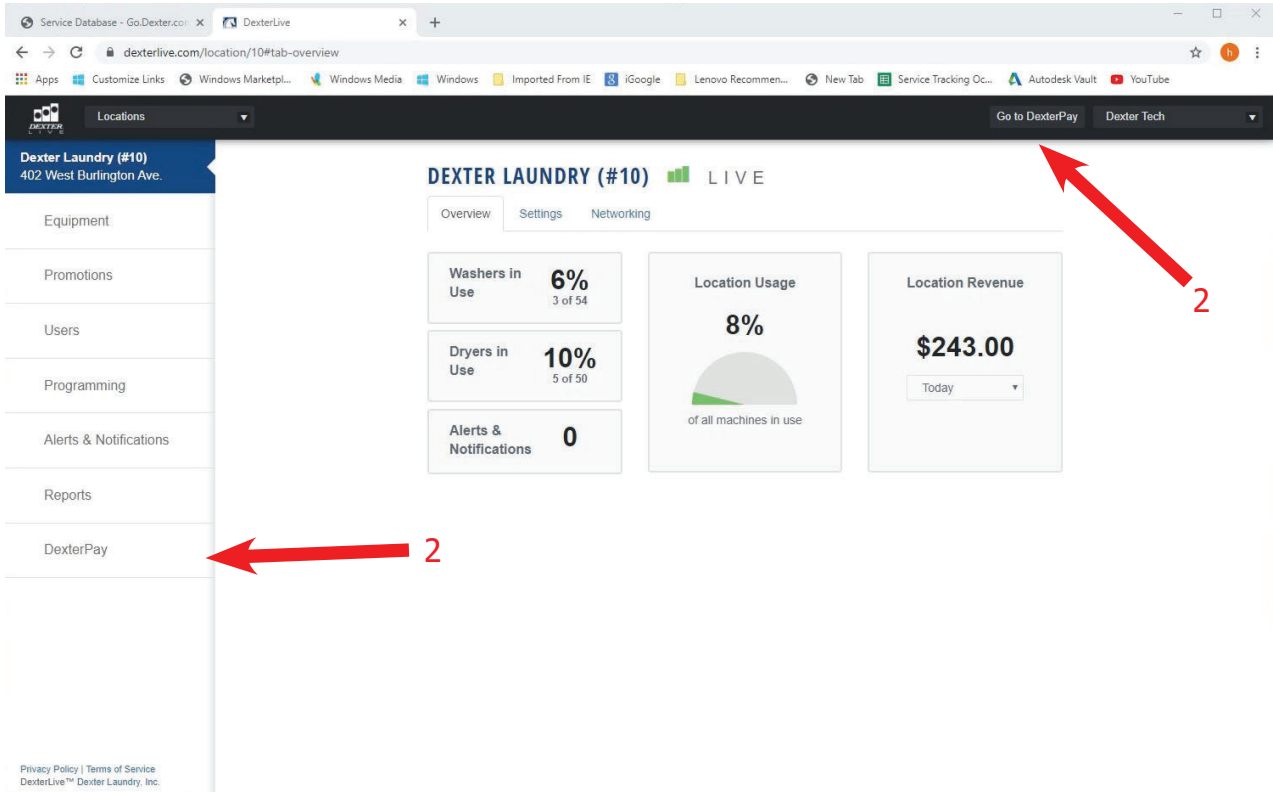 Service Database - Go.Dexter.cor
DexterLive
dexterlive.com/location/10#tab-overview
h
Apps
Customize Links
Windows Marketpl...
Windows Media
Windows
Imported From IE
8 iGoogle
Lenovo Recommen...
New Tab
Service Tracking Oc...
Autodesk Vault
YouTube
DEXTER
LIVE
Locations
Go to DexterPay
Dexter Tech
Dexter Laundry (#10)
402 West Burlington Ave.
Equipment
Promotions
Users
Programming
Alerts & Notifications
Reports
DexterPay
DEXTER LAUNDRY (#10) LIVE
Overview Settings Networking
Washers in
Use
6%
3 of 54
Dryers in
Use
10%
5 of 50
Alerts &
Notifications
0
Location Usage
8%
of all machines in use
Location Revenue
$243.00
Today
2
2
Privacy Policy | Terms of Service
DexterLive™ Dexter Laundry, Inc.